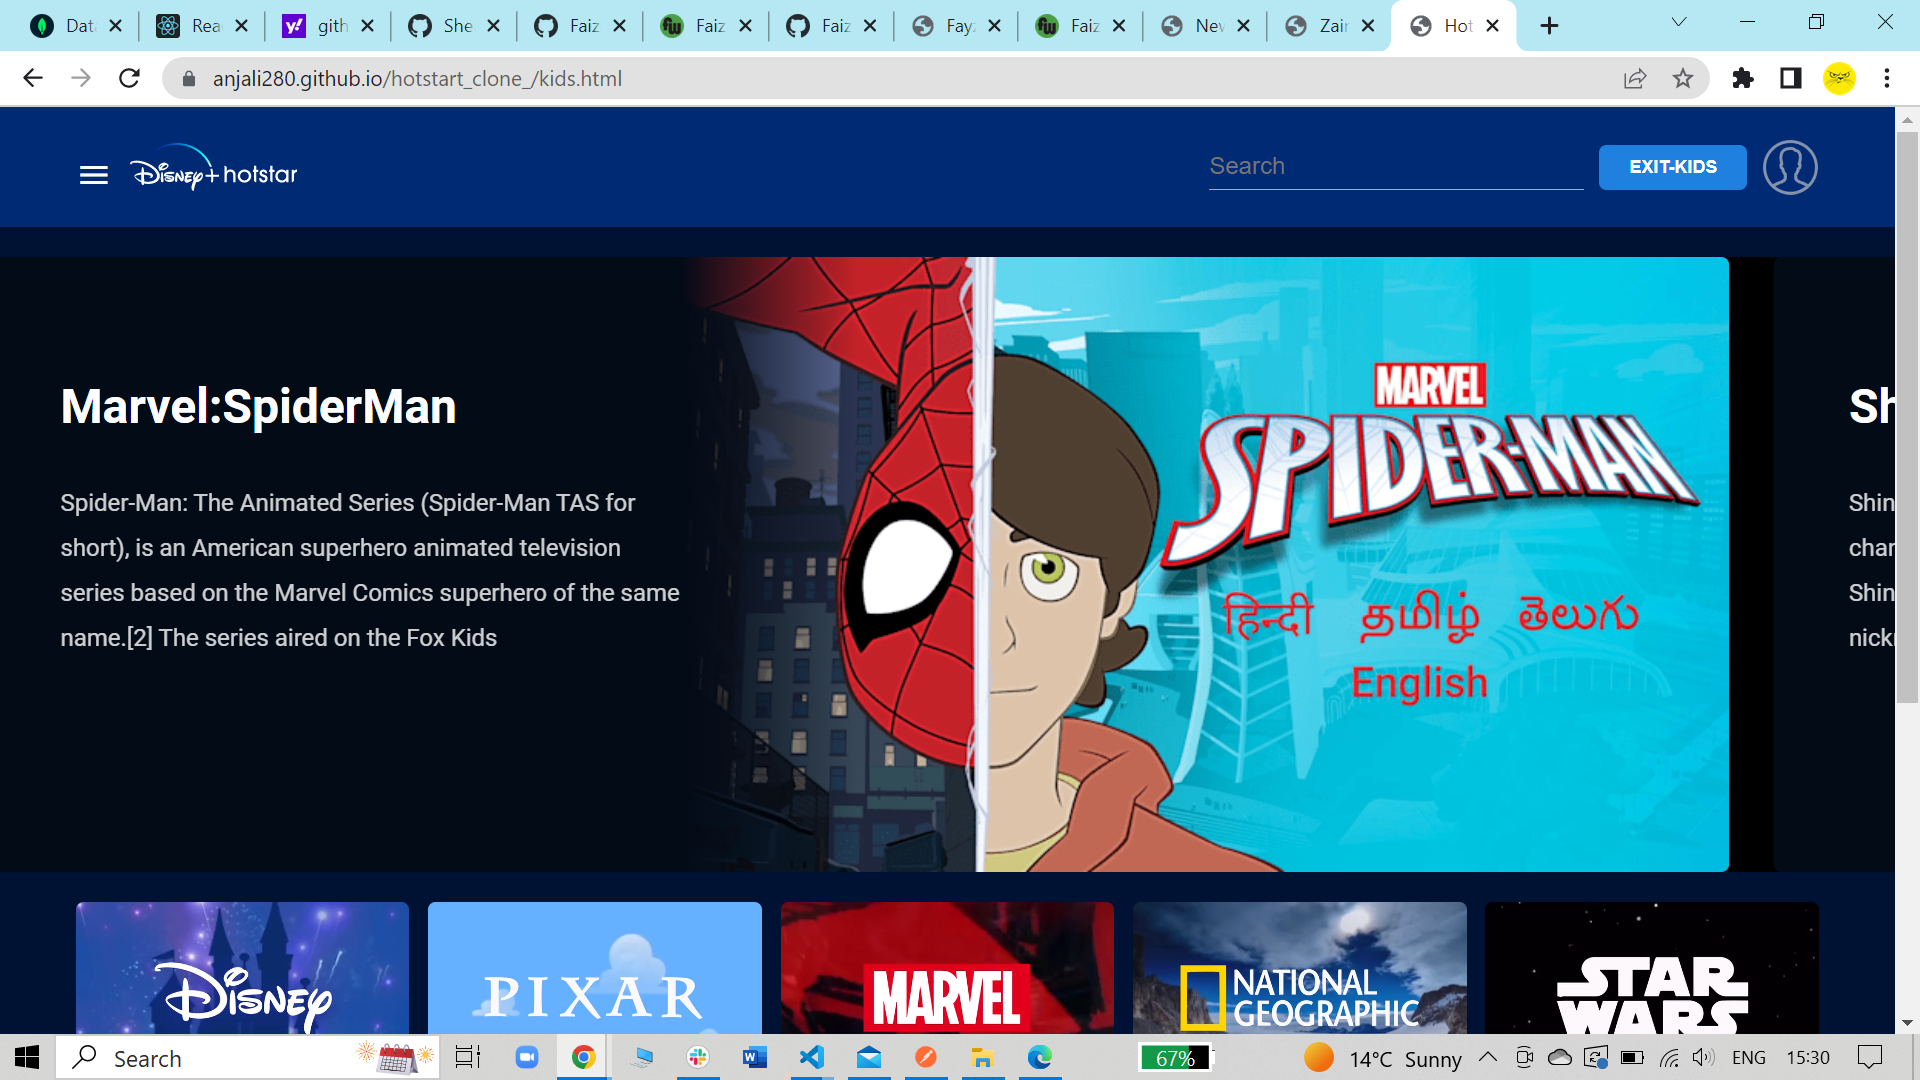 Dat
Rea
gith
She
Faiz
Faiz
Faiz
Fay
Faiz
Nev
Zair
Hot
anjali280.github.io/hotstart_clone_/kids.html
Disney+ hotstar
Search
EXIT-KIDS
Marvel:SpiderMan
Spider-Man: The Animated Series (Spider-Man TAS for
short), is an American superhero animated television
series based on the Marvel Comics superhero of the same
name.[2] The series aired on the Fox Kids
MARVEL
SPIDER-MAN
हिन्दी தமிழ் తెలుగు
English
Sh
Shin
char
Shin
nick
DISNEY
PIXAR
MARVEL
NATIONAL
GEOGRAPHIC
STAR
WARS
Search
67%
14°C Sunny
ENG
15:30